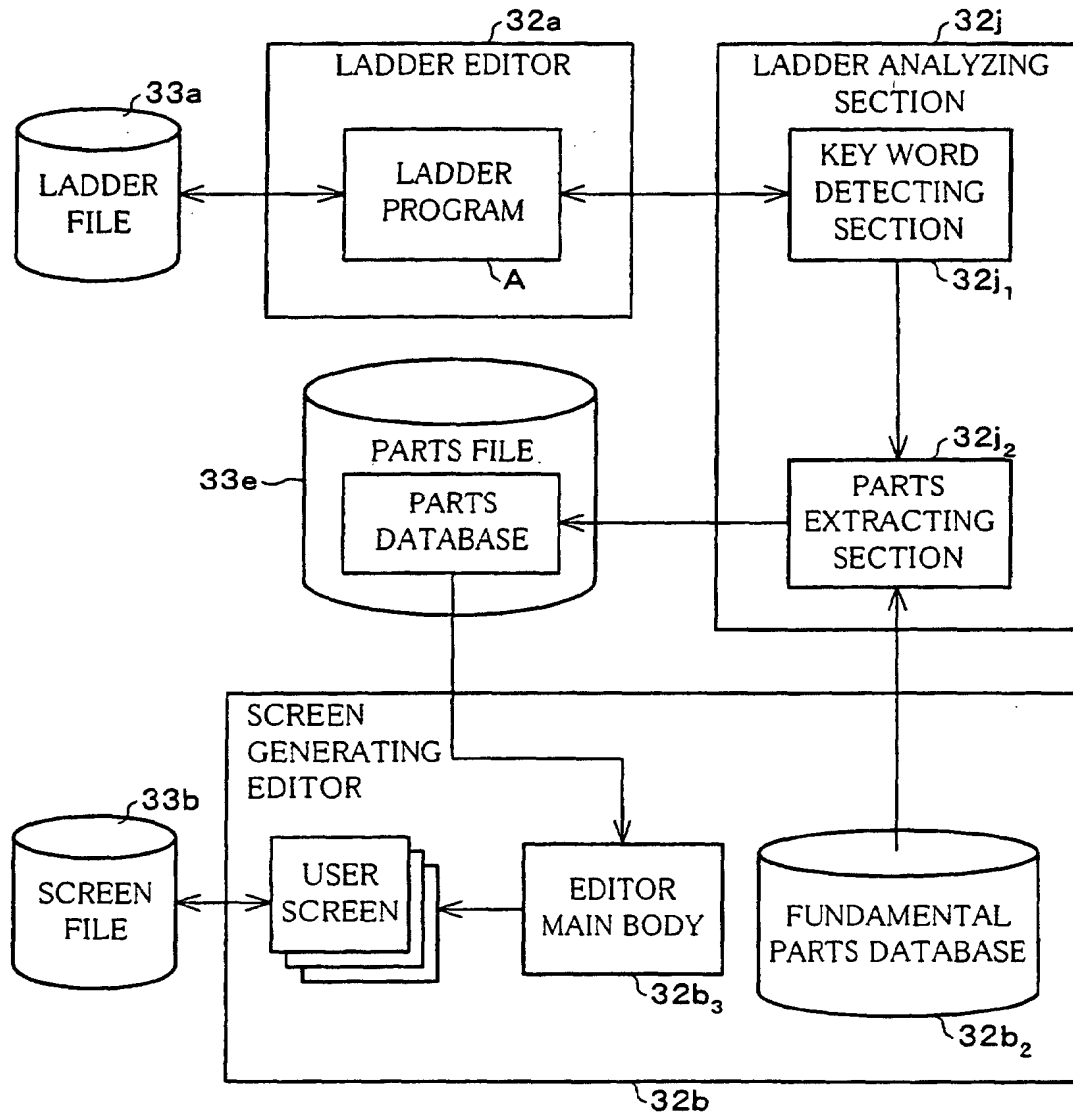 32a
32j
LADDER EDITOR
LADDER ANALYZING
SECTION
33a
LADDER
FILE
LADDER
PROGRAM
A
KEY WORD
DETECTING
SECTION
32j₁
PARTS FILE
33e
PARTS
DATABASE
32j₂
PARTS
EXTRACTING
SECTION
SCREEN
GENERATING
EDITOR
33b
SCREEN
FILE
USER
SCREEN
EDITOR
MAIN BODY
32b₃
FUNDAMENTAL
PARTS DATABASE
32b₂
32b